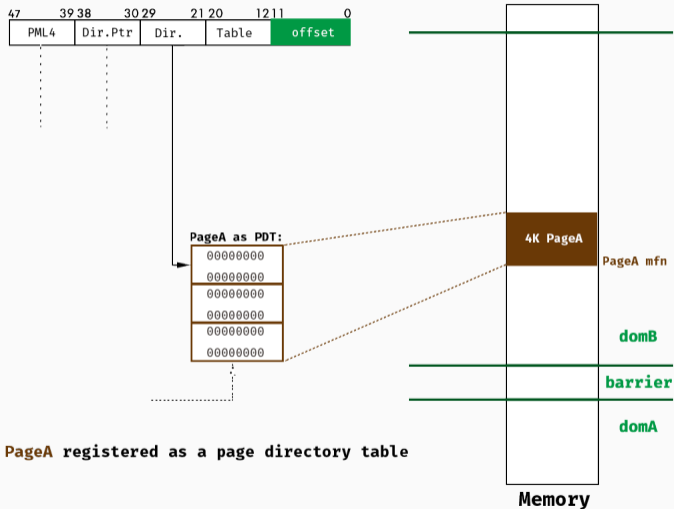 47 39 38 30 29 21 20 12 11 0
PML4 Dir.Ptr Dir. Table offset
PageA as PDT:
00000000
00000000
00000000
00000000
00000000
00000000
4K PageA
PageA mfn
domB
barrier
domA
PageA registered as a page directory table
Memory